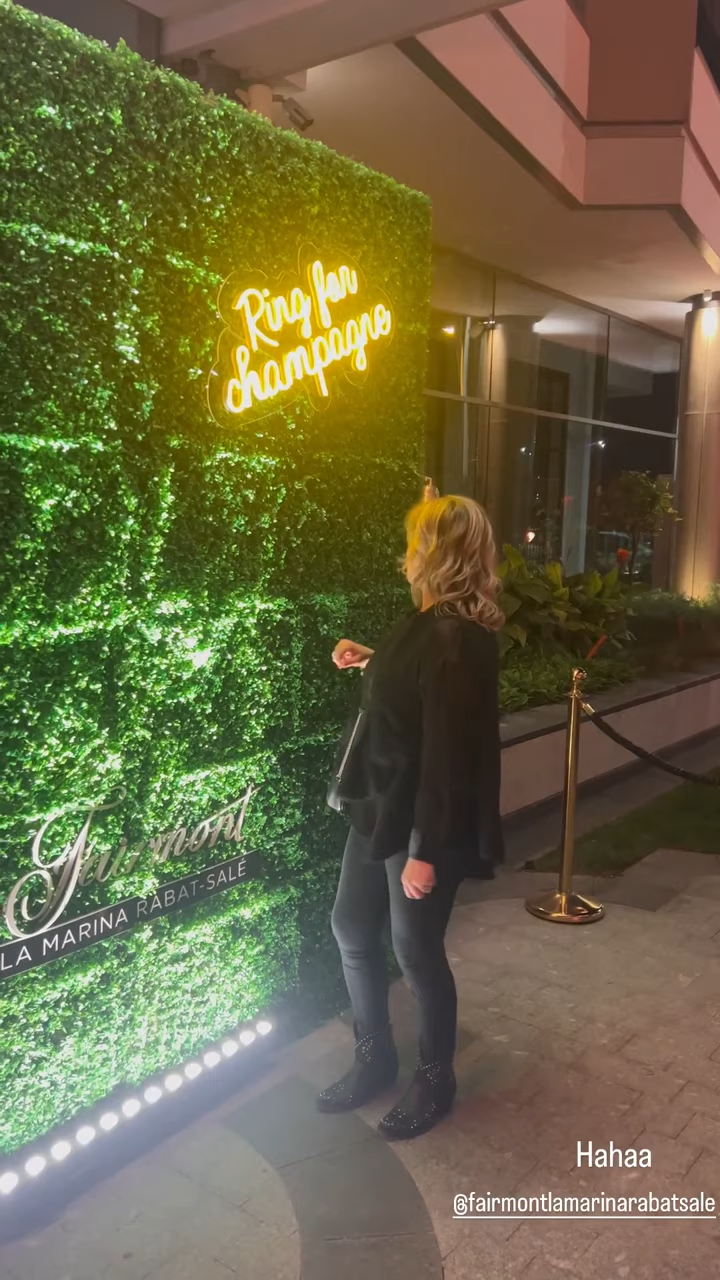 Ring for
champagne
Fairmont
LA MARINA RABAT-SALÉ
Hahaa
@fairmontlamarinarabatsale